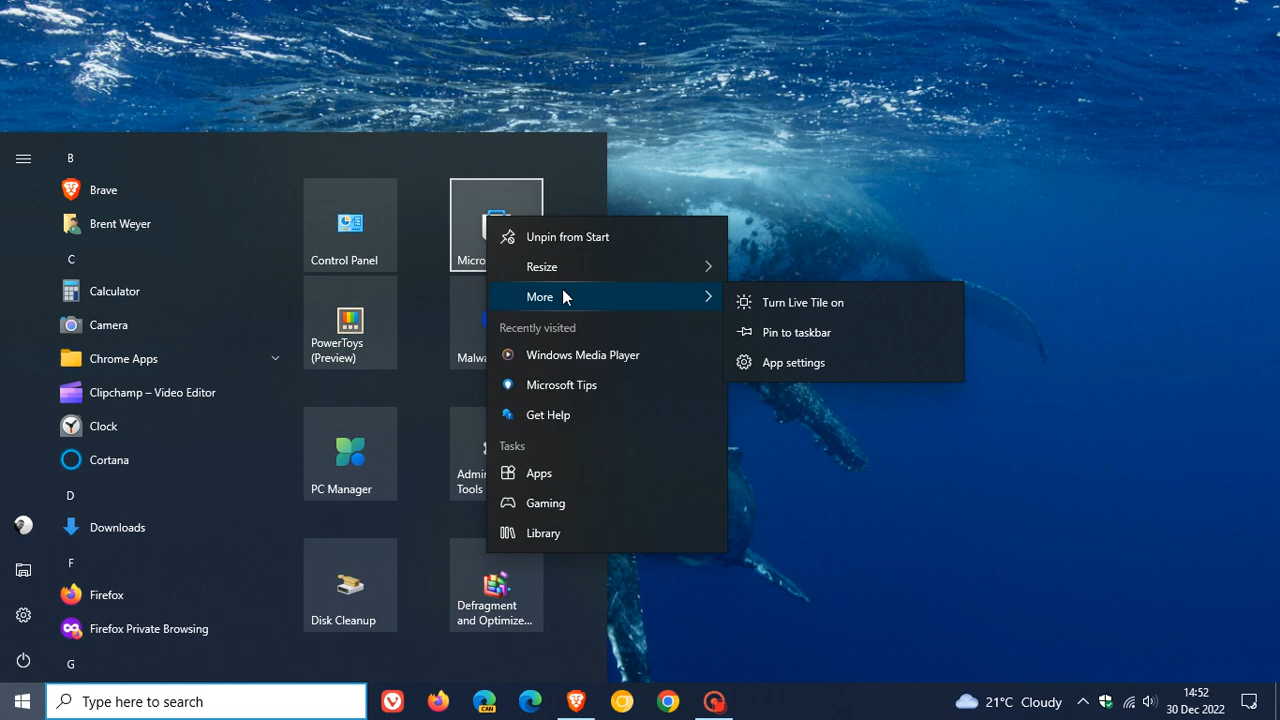 B
Brave
Brent Weyer
C
Calculator
Camera
Chrome Apps
Clipchamp – Video Editor
Clock
Cortana
D
Downloads
F
Firefox
Firefox Private Browsing
G
Control Panel
Micro
PowerToys
(Preview)
Malwa
PC Manager
Admin
Tools
Disk Cleanup
Defragment
and Optimize...
Unpin from Start
Resize
More
Recently visited
Windows Media Player
Microsoft Tips
Get Help
Tasks
Apps
Gaming
Library
Turn Live Tile on
Pin to taskbar
App settings
Type here to search
CAN
21°C Cloudy
14:52
30 Dec 2022